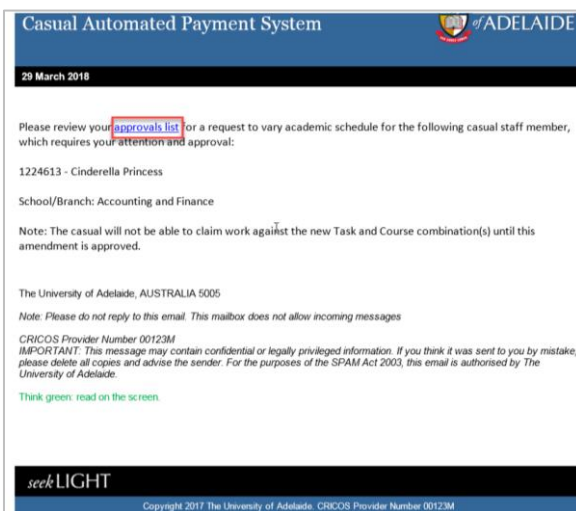 Casual Automated Payment System
of ADELAIDE
29 March 2018
Please review your approvals list for a request to vary academic schedule for the following casual staff member,
which requires your attention and approval:
1224613 - Cinderella Princess
School/Branch: Accounting and Finance
Note: The casual will not be able to claim work against the new Task and Course combination(s) until this
amendment is approved.
The University of Adelaide, AUSTRALIA 5005
Note: Please do not reply to this email. This mailbox does not allow incoming messages
CRICOS Provider Number 00123M
IMPORTANT: This message may contain confidential or legally privileged information. If you think it was sent to you by mistake,
please delete all copies and advise the sender. For the purposes of the SPAM Act 2003, this email is authorised by The
University of Adelaide.
Think green: read on the screen.
seek LIGHT
Copyright 2017 The University of Adelaide. CRICOS Provider Number 00123M